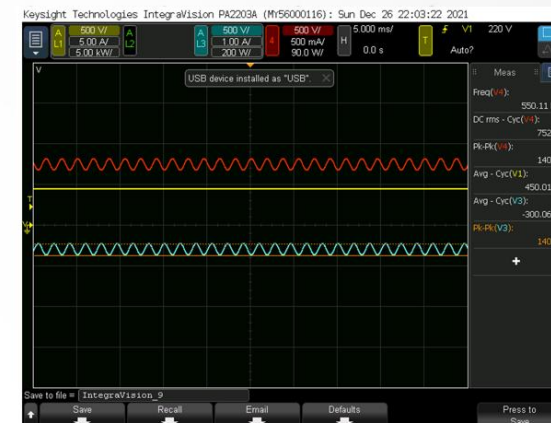 Keysight Technologies IntegraVision PA2203A (MY56000116): Sun Dec 26 22:03:22 2021
A L1 500 V/ 5.00 A/ 5.00 kW/ A L2 A L3 500 V/ 1.00 A/ 200 W/ 4 500 V/ 500 mA/ 90.0 W/ H 5.000 ms/ 0.0 s T V1 220 V Auto?
V
USB device installed as "USB".
Meas
Freq(V4):
550.11
DC rms - Cyc(V4):
752
Pk-Pk(V4):
140
Avg - Cyc(V1):
450.01
Avg - Cyc(V3):
-300.06
Pk-Pk(V3):
140
+
T
Save to file = IntegraVision_9
Save Recall Email Defaults Press to
Save